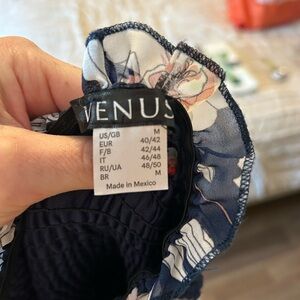 VENUS
US/GB M
EUR 40/42
F/B 42/44
IT 46/48
RU/UA 48/50
BR M
Made in Mexico